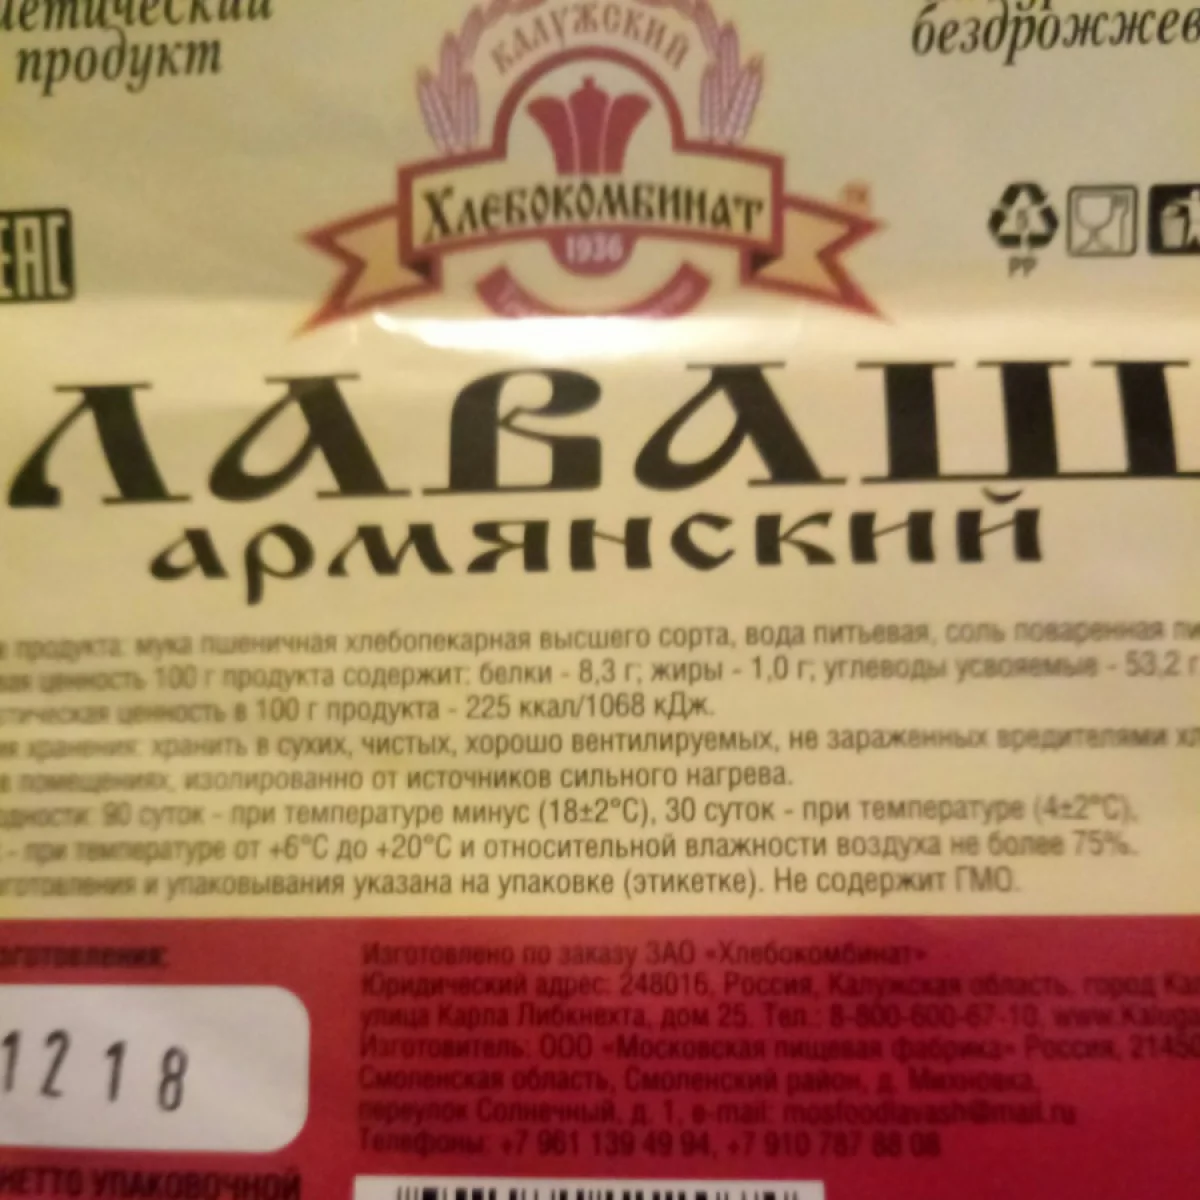 продукт
КАЛУЖСКИЙ
ХЛЕБОКОМБИНАТ
TM
1936
EAC
5
PP
ЛАВАШ
армянский
продукта: мука пшеничная хлебопекарная высшего сорта, вода питьевая, соль поваренная
ценность 100 г продукта содержит: белки - 8,3 г; жиры - 1,0 г; углеводы усвояемые - 53,2 г
ценность в 100 г продукта - 225 ккал/1068 кДж.
хранения: хранить в сухих, чистых, хорошо вентилируемых, не зараженных вредителями
помещениях, изолированно от источников сильного нагрева.
90 суток - при температуре минус (18±2°С), 30 суток - при температуре (4±2°С),
- при температуре от +6°С до +20°С и относительной влажности воздуха не более 75%.
и упаковывания указана на упаковке (этикетке). Не содержит ГМО.
1218
НЕТТО УПАКОВОЧНОЙ
Изготовлено по заказу ЗАО «Хлебокомбинат»
Юридический адрес: 248016, Россия, Калужская область, город
улица Карла Либкнехта, дом 25. Тел.: 8-800-600-67-10,
Изготовитель: ООО «Московская пищевая фабрика» Россия,
Смоленская область, Смоленский район, д. Михновка,
переулок Солнечный, д. 1, e-mail: mosfoodlavash@mail.ru
Телефоны: +7 961 139 49 94, +7 910 787 88 08